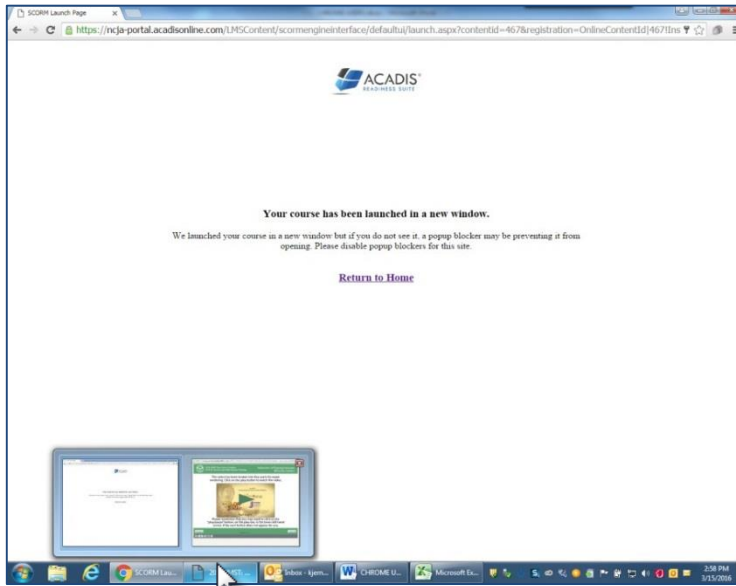 SCORM Launch Page
https://ncja-portal.acadisonline.com/LMSContent/scormengineinterface/defaultui/launch.aspx?contentid=467&registration=OnlineContentId|467!Ins
ACADIS
READINESS SUITE
Your course has been launched in a new window.
We launched your course in a new window but if you do not see it, a popup blocker may be preventing it from
opening. Please disable popup blockers for this site.
Return to Home
SCORM Lau...
Inbox - kjem...
CHROME U...
Microsoft Ex...
2:58 PM
3/15/2016